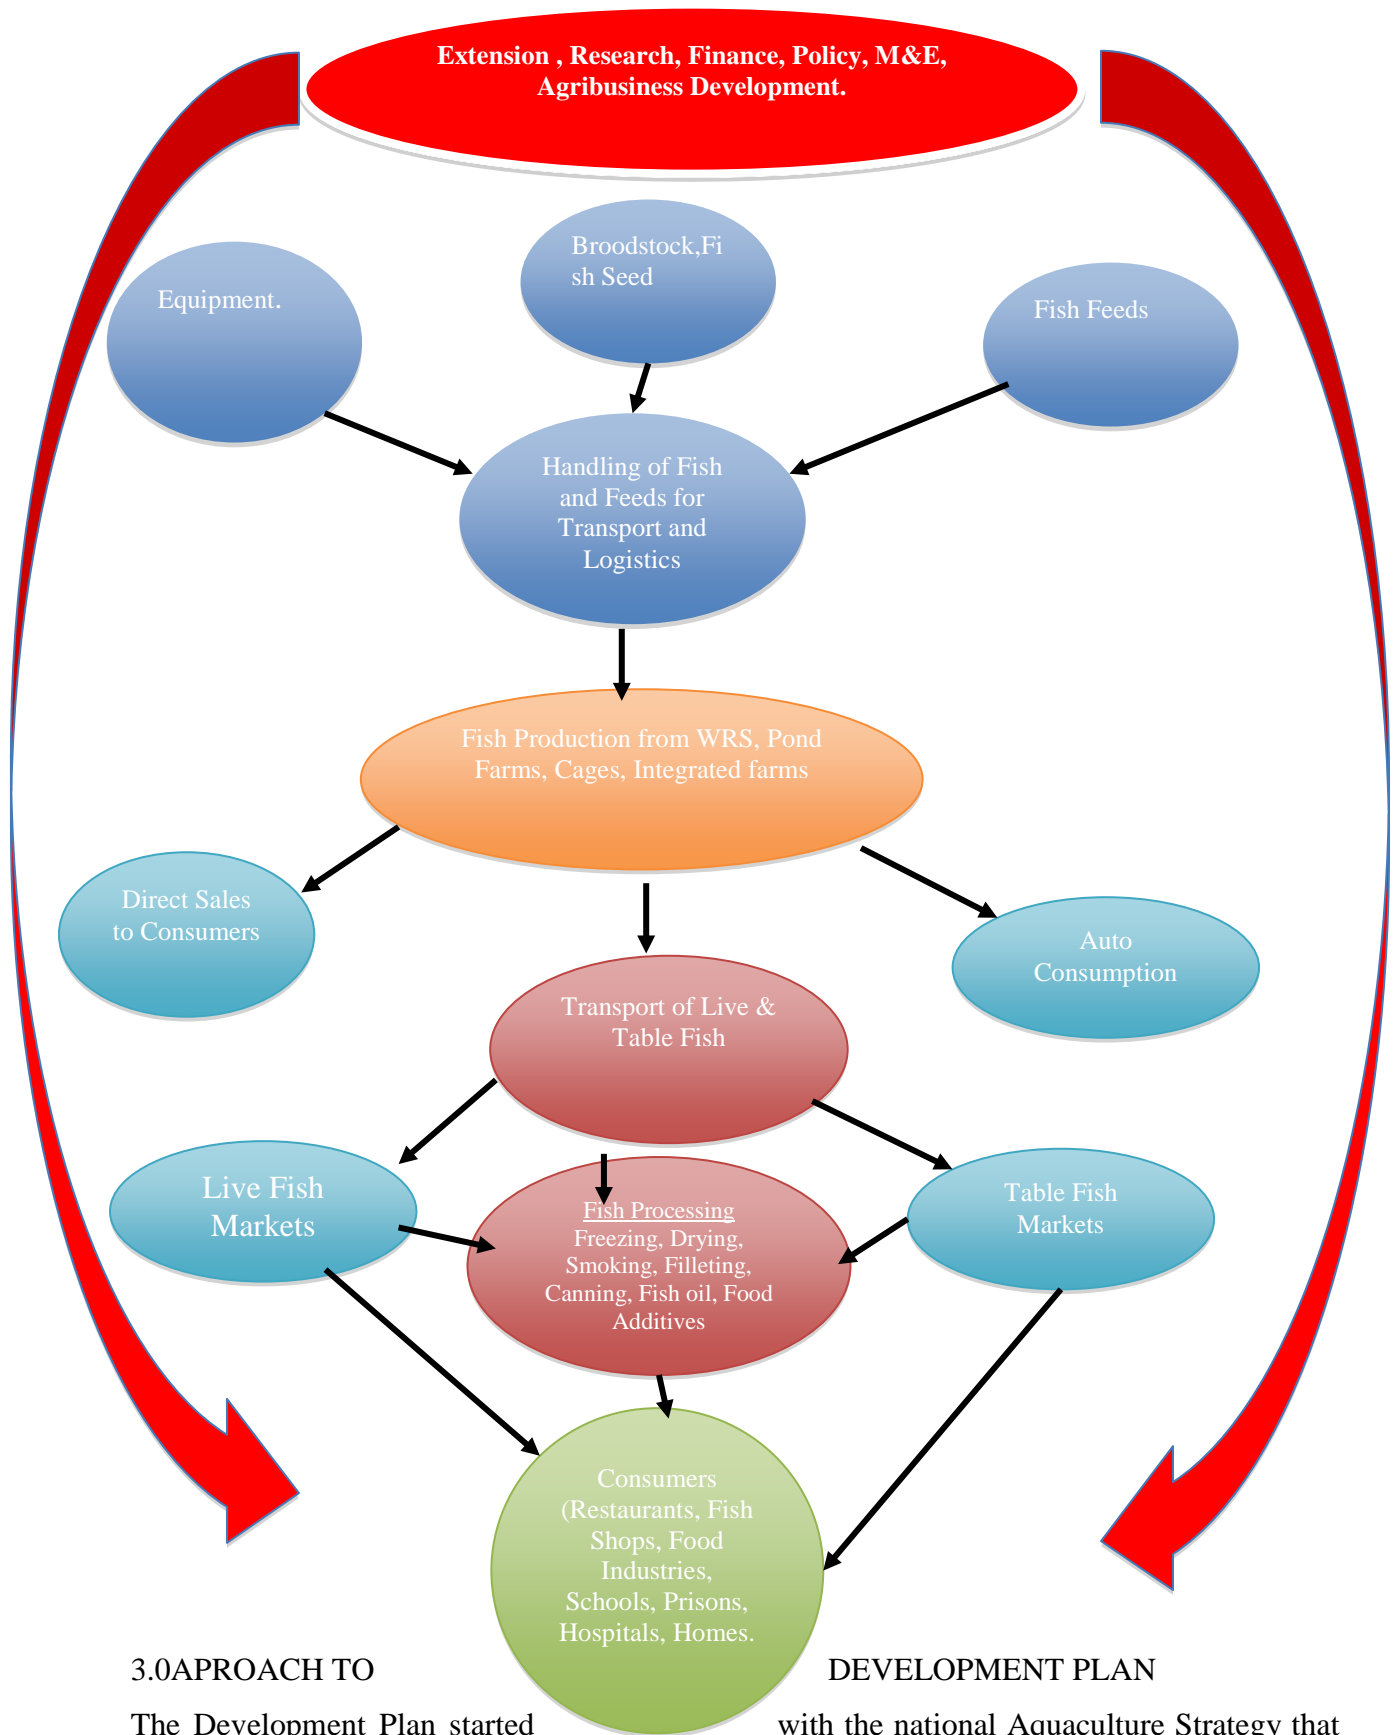 Extension , Research, Finance, Policy, M&E,
Agribusiness Development.
Broodstock,Fi
sh Seed
Equipment.
Fish Feeds
Handling of Fish
and Feeds for
Transport and
Logistics
Fish Production from WRS, Pond
Farms, Cages, Integrated farms
Direct Sales
to Consumers
Auto
Consumption
Transport of Live &
Table Fish
Live Fish
Markets
Table Fish
Markets
Fish Processing
Freezing, Drying,
Smoking, Filleting,
Canning, Fish oil, Food
Additives
Consumers
(Restaurants, Fish
Shops, Food
Industries,
Schools, Prisons,
Hospitals, Homes.
3.0APROACH TO DEVELOPMENT PLAN
The Development Plan started with the national Aquaculture Strategy that